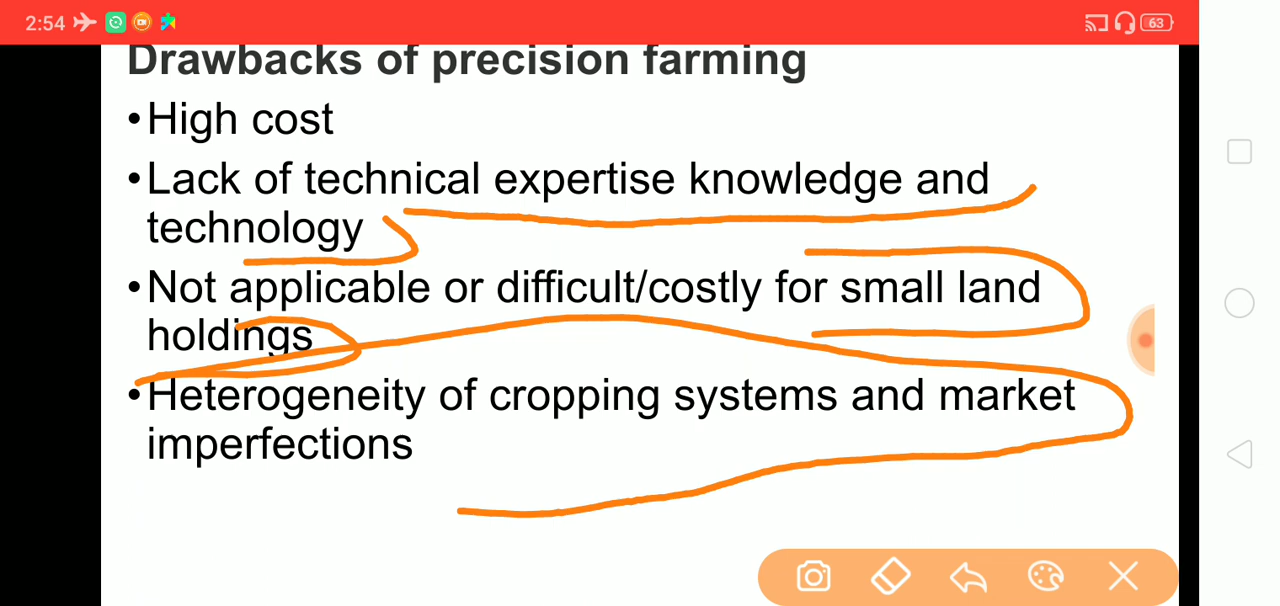 2:54
63
Drawbacks of precision farming
•High cost
•Lack of technical expertise knowledge and
technology
•Not applicable or difficult/costly for small land
holdings
•Heterogeneity of cropping systems and market
imperfections